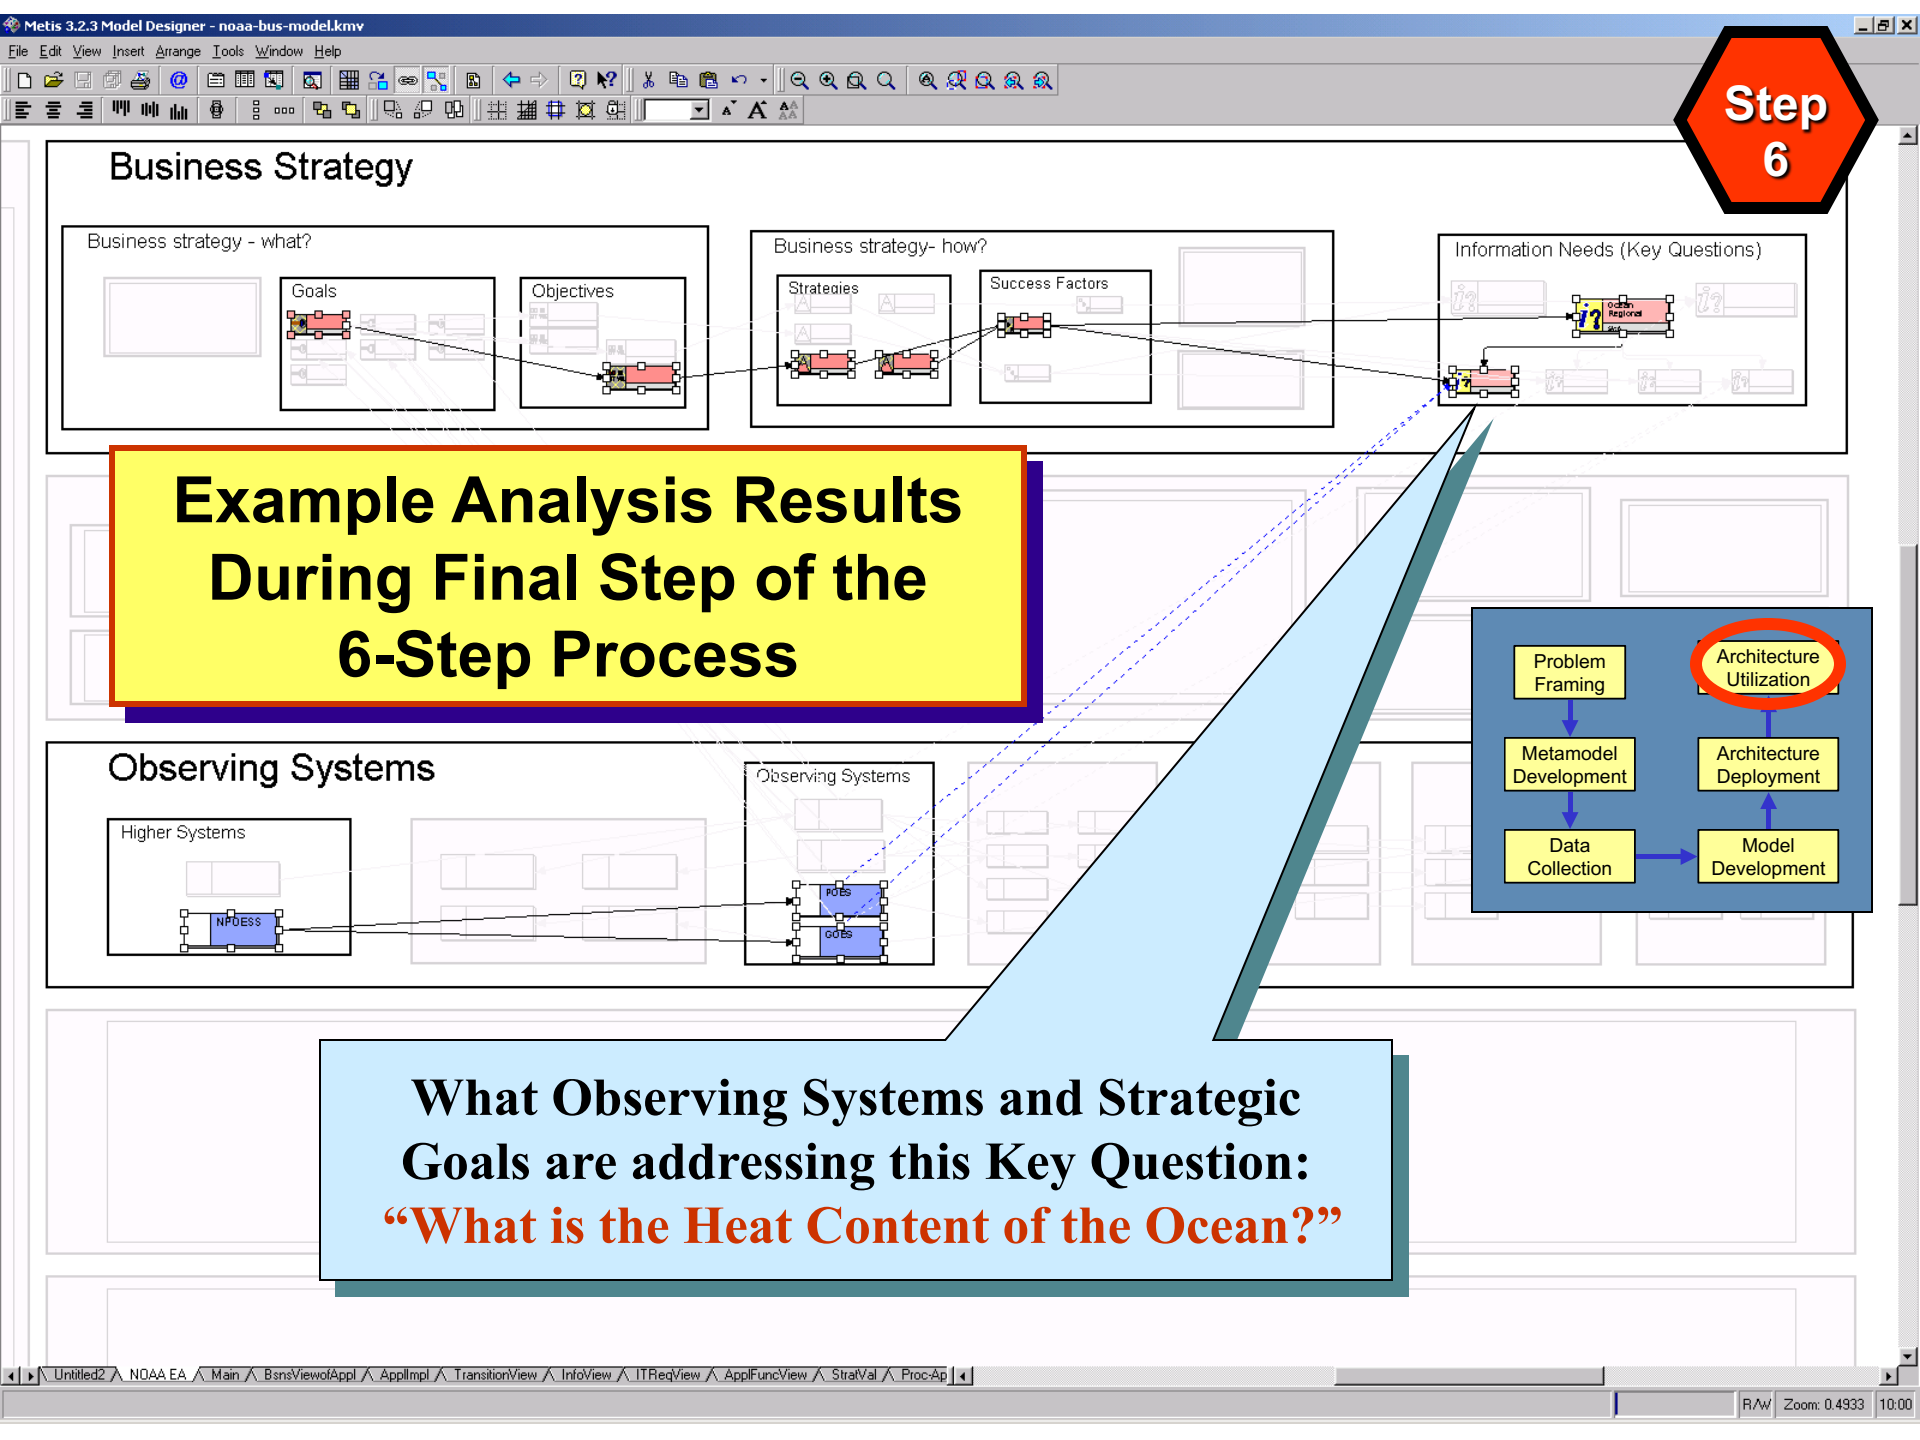 Metis 3.2.3 Model Designer - noaa-bus-model.kmv
File Edit View Insert Arrange Tools Window Help
Step
6
Business Strategy
Business strategy - what?
Goals
Objectives
Business strategy- how?
Strategies
Success Factors
Information Needs (Key Questions)
Ocean
Regional
Example Analysis Results
During Final Step of the
6-Step Process
Problem
Framing
Metamodel
Development
Data
Collection
Model
Development
Architecture
Deployment
Architecture
Utilization
Observing Systems
Higher Systems
NPOESS
Observing Systems
POES
GOES
What Observing Systems and Strategic
Goals are addressing this Key Question:
“What is the Heat Content of the Ocean?”
Untitled2 NOAA EA Main BsnsViewofAppl ApplImpl TransitionView InfoView ITReqView ApplFuncView StratVal Proc-Ap
R/W Zoom: 0.4933 10:00